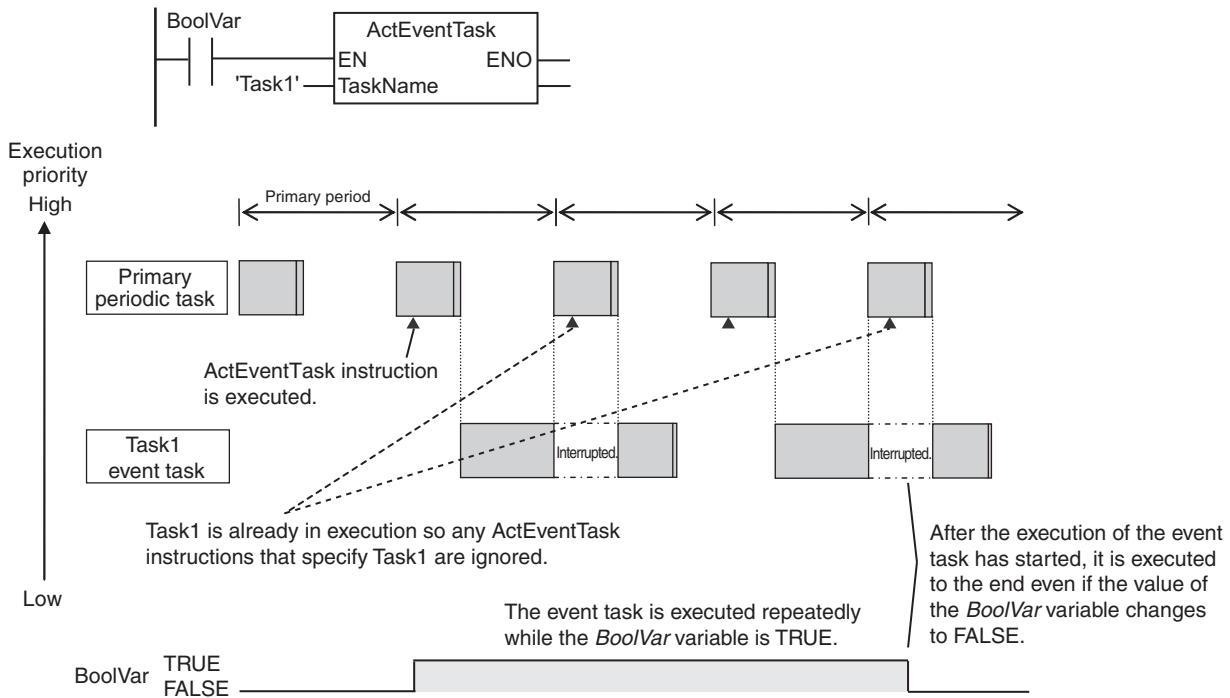 BoolVar
ActEventTask
EN ENO
'Task1' TaskName
Execution
priority
High
Primary period
Primary
periodic task
ActEventTask instruction
is executed.
Task1
event task
Interrupted.
Interrupted.
Task1 is already in execution so any ActEventTask
instructions that specify Task1 are ignored.
After the execution of the event
task has started, it is executed
to the end even if the value of
the BoolVar variable changes
to FALSE.
Low
The event task is executed repeatedly
while the BoolVar variable is TRUE.
BoolVar
TRUE
FALSE